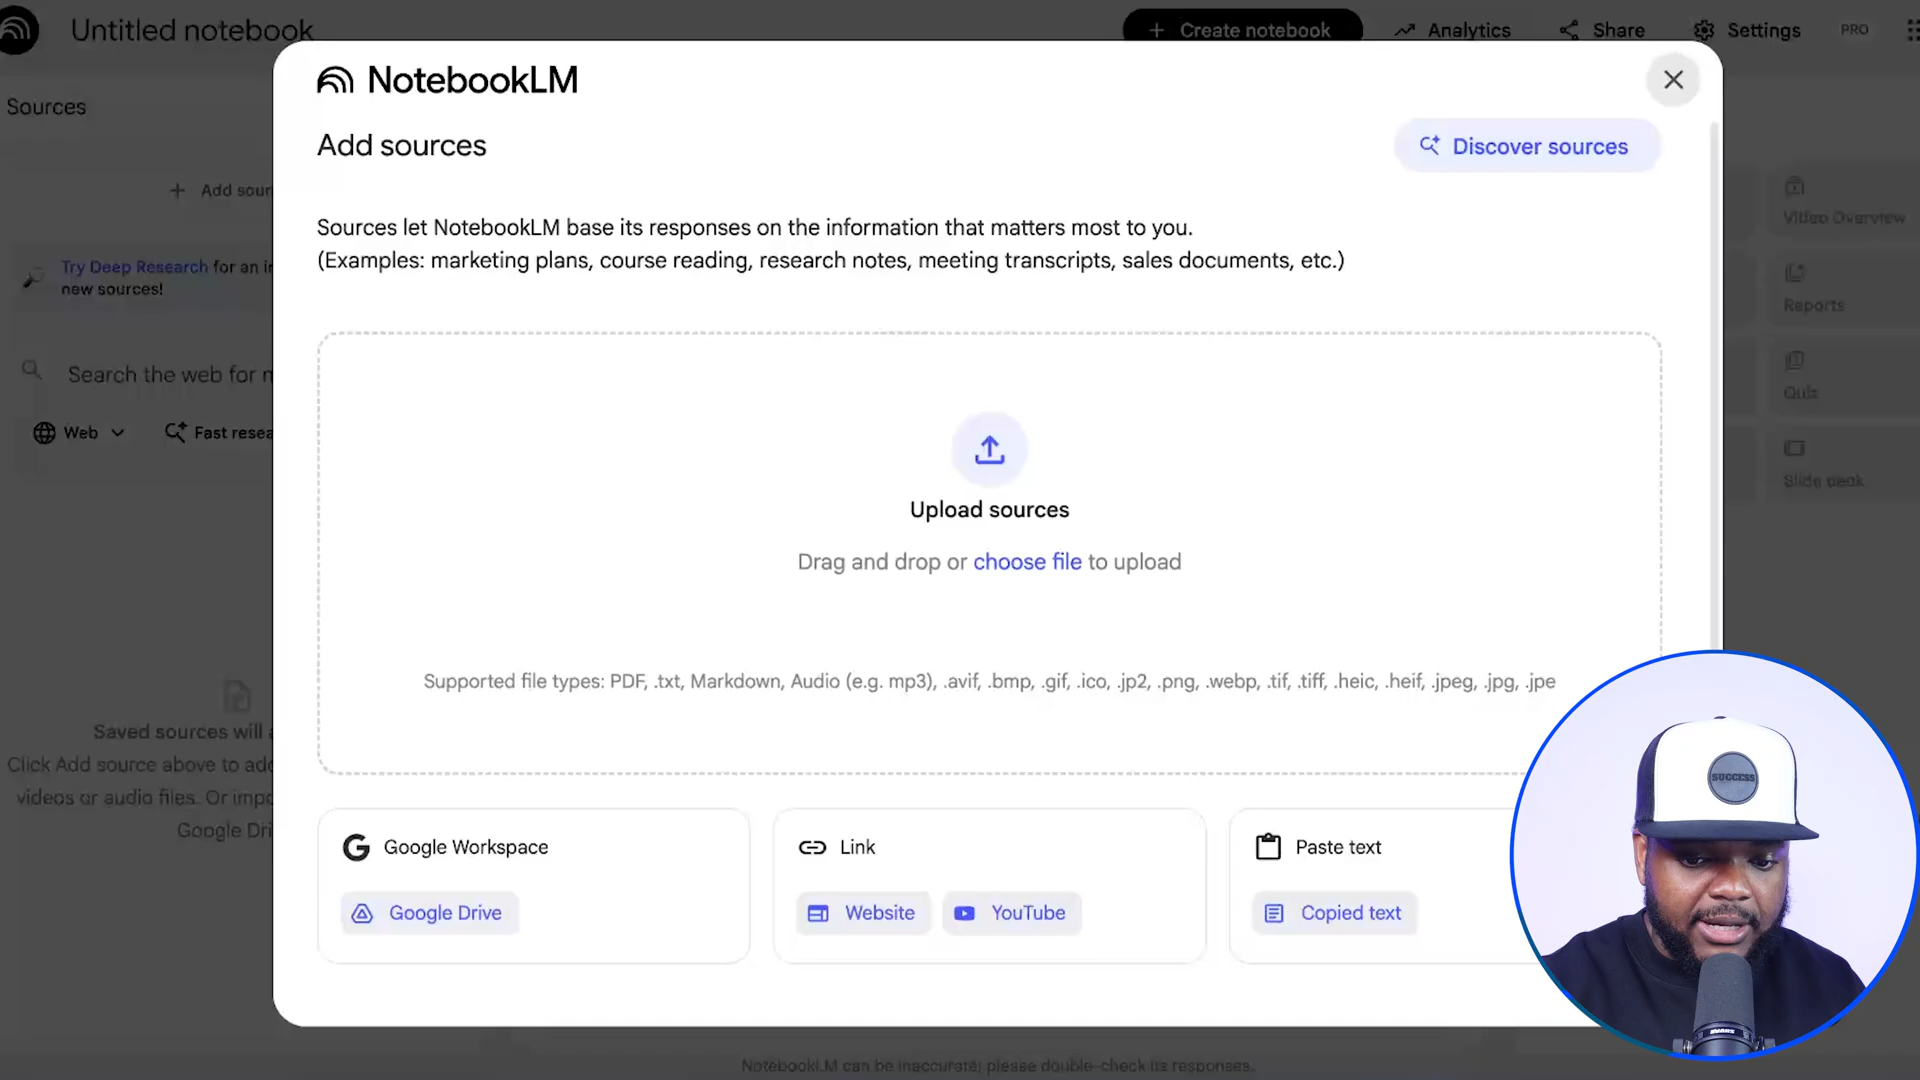 Untitled notebook
Create notebook
Analytics
Share
Settings
PRO
NotebookLM
Sources
Add sources
Discover sources
Add sour
Sources let NotebookLM base its responses on the information that matters most to you.
(Examples: marketing plans, course reading, research notes, meeting transcripts, sales documents, etc.)
Video Overview
Try Deep Research for an in
new sources!
Reports
Search the web for n
Quiz
Web
Fast resea
Slide deck
Upload sources
Drag and drop or choose file to upload
Supported file types: PDF, .txt, Markdown, Audio (e.g. mp3), .avif, .bmp, .gif, .ico, .jp2, .png, .webp, .tif, .tiff, .heic, .heif, .jpeg, .jpg, .jpe
Saved sources will a
Click Add source above to add
videos or audio files. Or impo
Google Dri
SUCCESS
Google Workspace
Link
Paste text
Google Drive
Website
YouTube
Copied text
NotebookLM can be inaccurate; please double-check its responses.